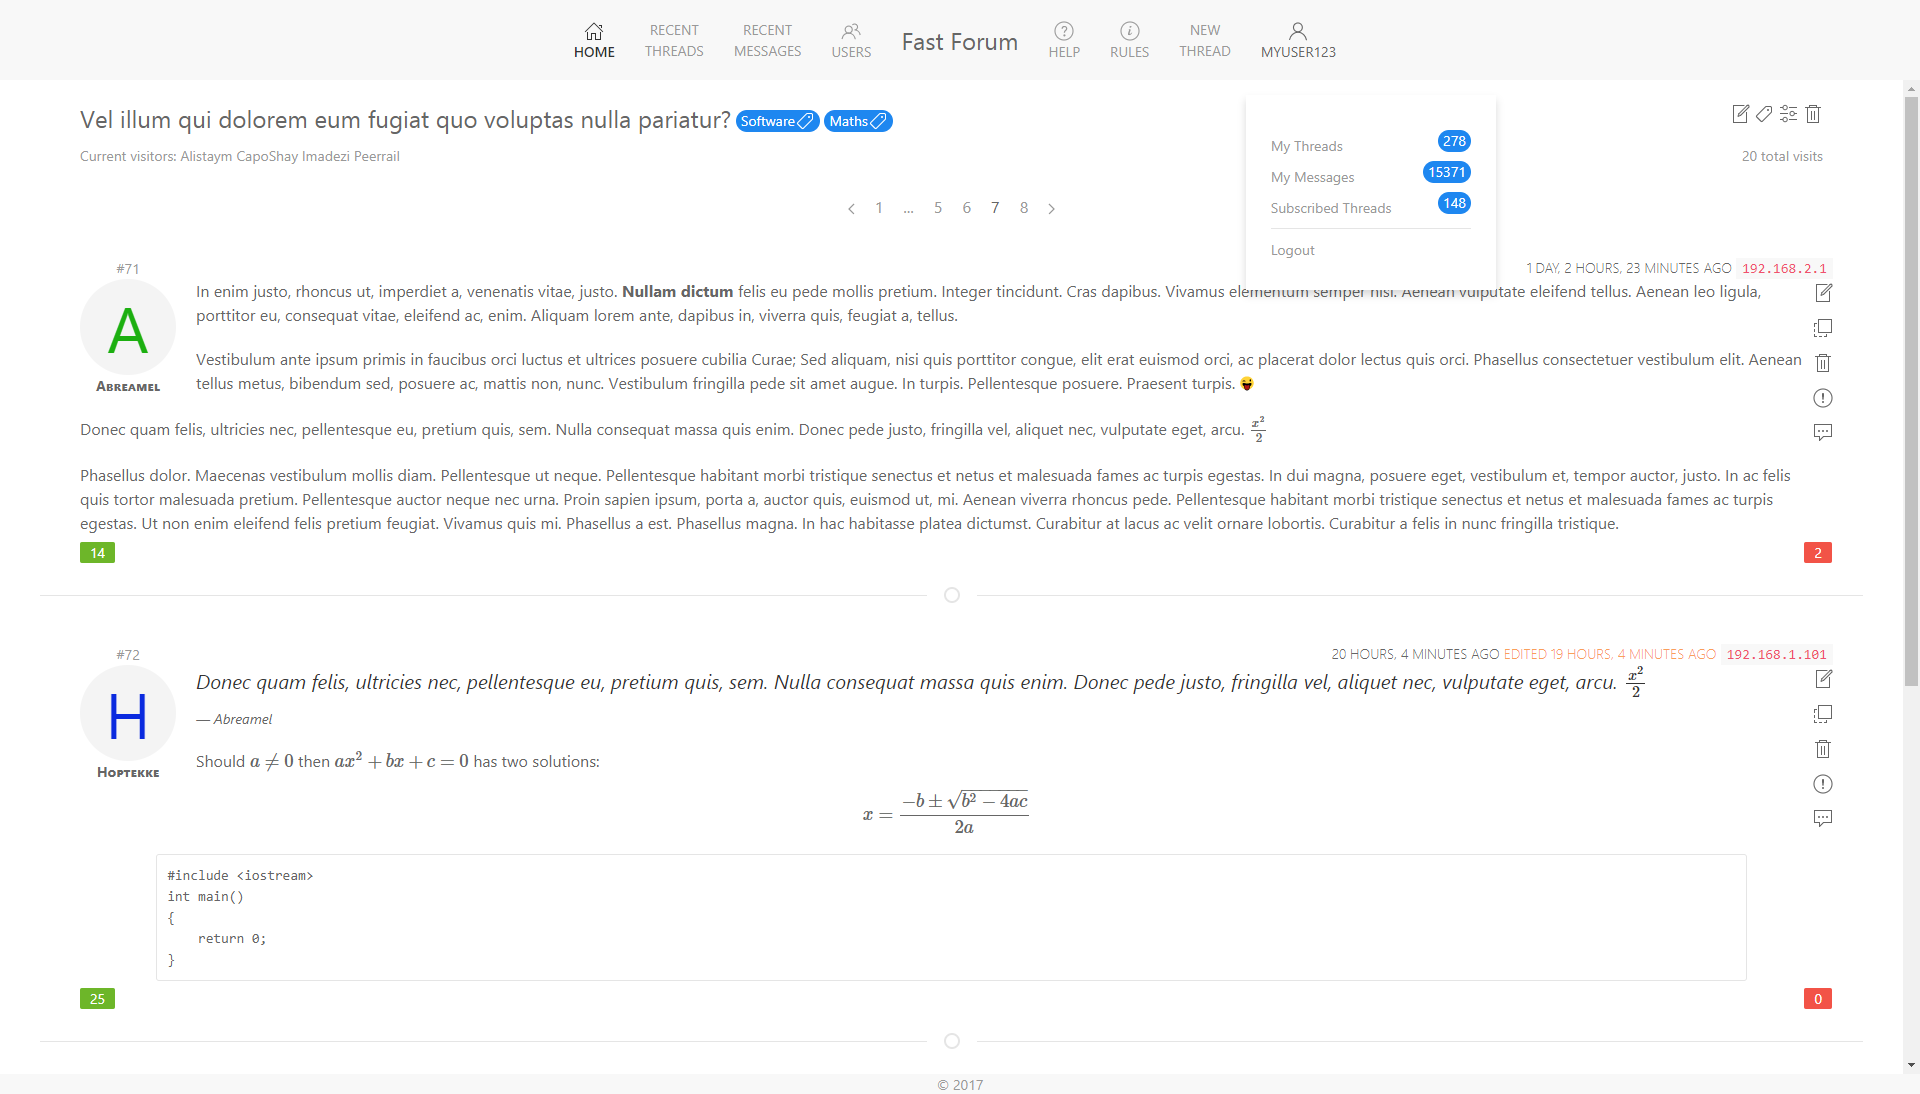 HOME
RECENT THREADS
RECENT MESSAGES
USERS
Fast Forum
HELP
RULES
NEW THREAD
MYUSER123
Vel illum qui dolorem eum fugiat quo voluptas nulla pariatur? Software Maths
Current visitors: Alistaym CapoShay Imadezi Peerrail
20 total visits
My Threads 278
My Messages 15371
Subscribed Threads 148
Logout
1 ... 5 6 7 8
#71
1 DAY, 2 HOURS, 23 MINUTES AGO 192.168.2.1
A
Abreamel
In enim justo, rhoncus ut, imperdiet a, venenatis vitae, justo. Nullam dictum felis eu pede mollis pretium. Integer tincidunt. Cras dapibus. Vivamus elementum semper nisi. Aenean vulputate eleifend tellus. Aenean leo ligula,
porttitor eu, consequat vitae, eleifend ac, enim. Aliquam lorem ante, dapibus in, viverra quis, feugiat a, tellus.
Vestibulum ante ipsum primis in faucibus orci luctus et ultrices posuere cubilia Curae; Sed aliquam, nisi quis porttitor congue, elit erat euismod orci, ac placerat dolor lectus quis orci. Phasellus consectetuer vestibulum elit. Aenean
tellus metus, bibendum sed, posuere ac, mattis non, nunc. Vestibulum fringilla pede sit amet augue. In turpis. Pellentesque posuere. Praesent turpis. 😜
Donec quam felis, ultricies nec, pellentesque eu, pretium quis, sem. Nulla consequat massa quis enim. Donec pede justo, fringilla vel, aliquet nec, vulputate eget, arcu. x²/2
Phasellus dolor. Maecenas vestibulum mollis diam. Pellentesque ut neque. Pellentesque habitant morbi tristique senectus et netus et malesuada fames ac turpis egestas. In dui magna, posuere eget, vestibulum et, tempor auctor, justo. In ac felis
quis tortor malesuada pretium. Pellentesque auctor neque nec urna. Proin sapien ipsum, porta a, auctor quis, euismod ut, mi. Aenean viverra rhoncus pede. Pellentesque habitant morbi tristique senectus et netus et malesuada fames ac turpis
egestas. Ut non enim eleifend felis pretium feugiat. Vivamus quis mi. Phasellus a est. Phasellus magna. In hac habitasse platea dictumst. Curabitur at lacus ac velit ornare lobortis. Curabitur a felis in nunc fringilla tristique.
14
2
#72
20 HOURS, 4 MINUTES AGO EDITED 19 HOURS, 4 MINUTES AGO 192.168.1.101
H
Hoptekke
Donec quam felis, ultricies nec, pellentesque eu, pretium quis, sem. Nulla consequat massa quis enim. Donec pede justo, fringilla vel, aliquet nec, vulputate eget, arcu. x²/2
— Abreamel
Should a ≠ 0 then ax² + bx + c = 0 has two solutions:
x = (−b ± √(b² − 4ac))/2a
#include <iostream>
int main()
{
    return 0;
}
25
0
© 2017